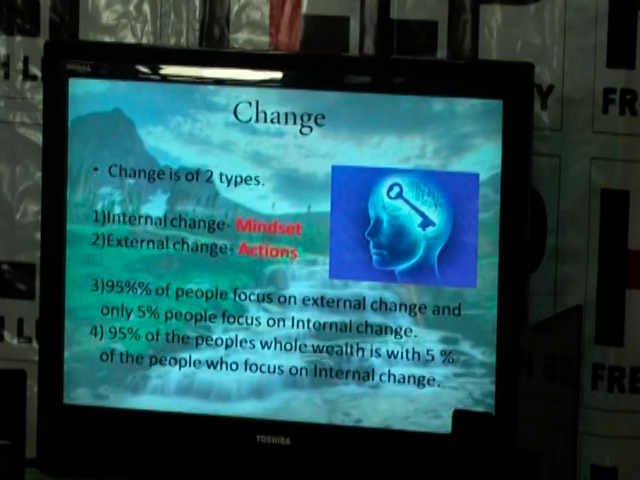 Change
• Change is of 2 types.
1)Internal change- Mindset
2)External change- Actions
3)95%% of people focus on external change and
only 5% people focus on Internal change.
4) 95% of the peoples whole wealth is with 5 %
of the people who focus on Internal change.
TOSHIBA
Y
FR
FRE